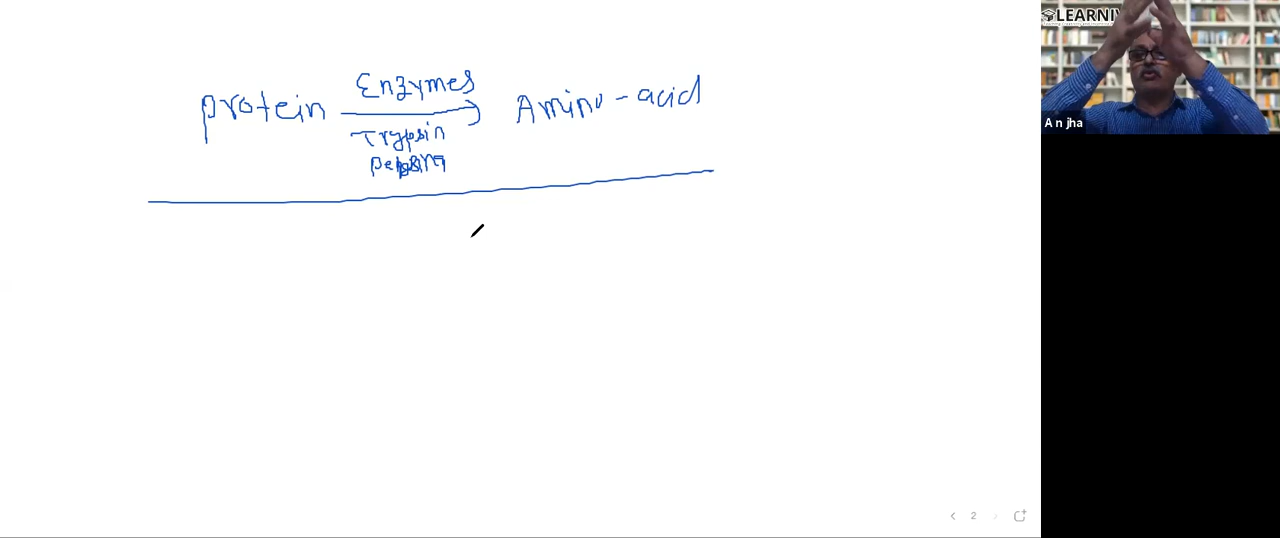 Enzymes
protein → Amino-acid
Trypsin
pepsin
LEARNI
A n jha
2